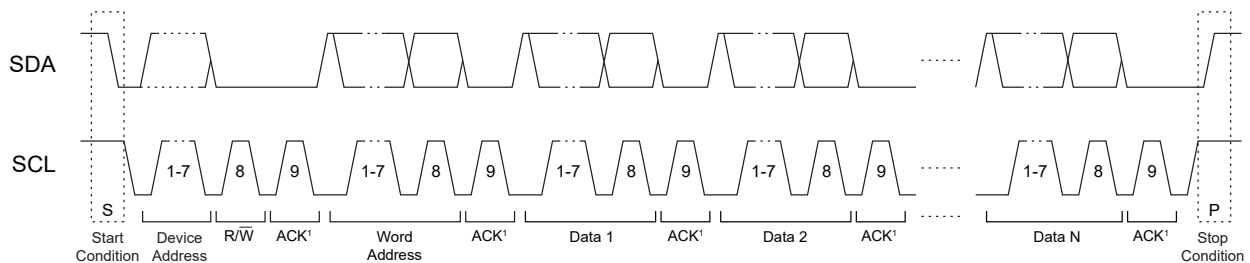 SDA
SCL
1-7 8 9 1-7 8 9 1-7 8 9 1-7 8 9 1-7 8 9
S P
Start Condition Device Address R/W̅ ACK¹ Word Address ACK¹ Data 1 ACK¹ Data 2 ACK¹ Data N ACK¹ Stop Condition